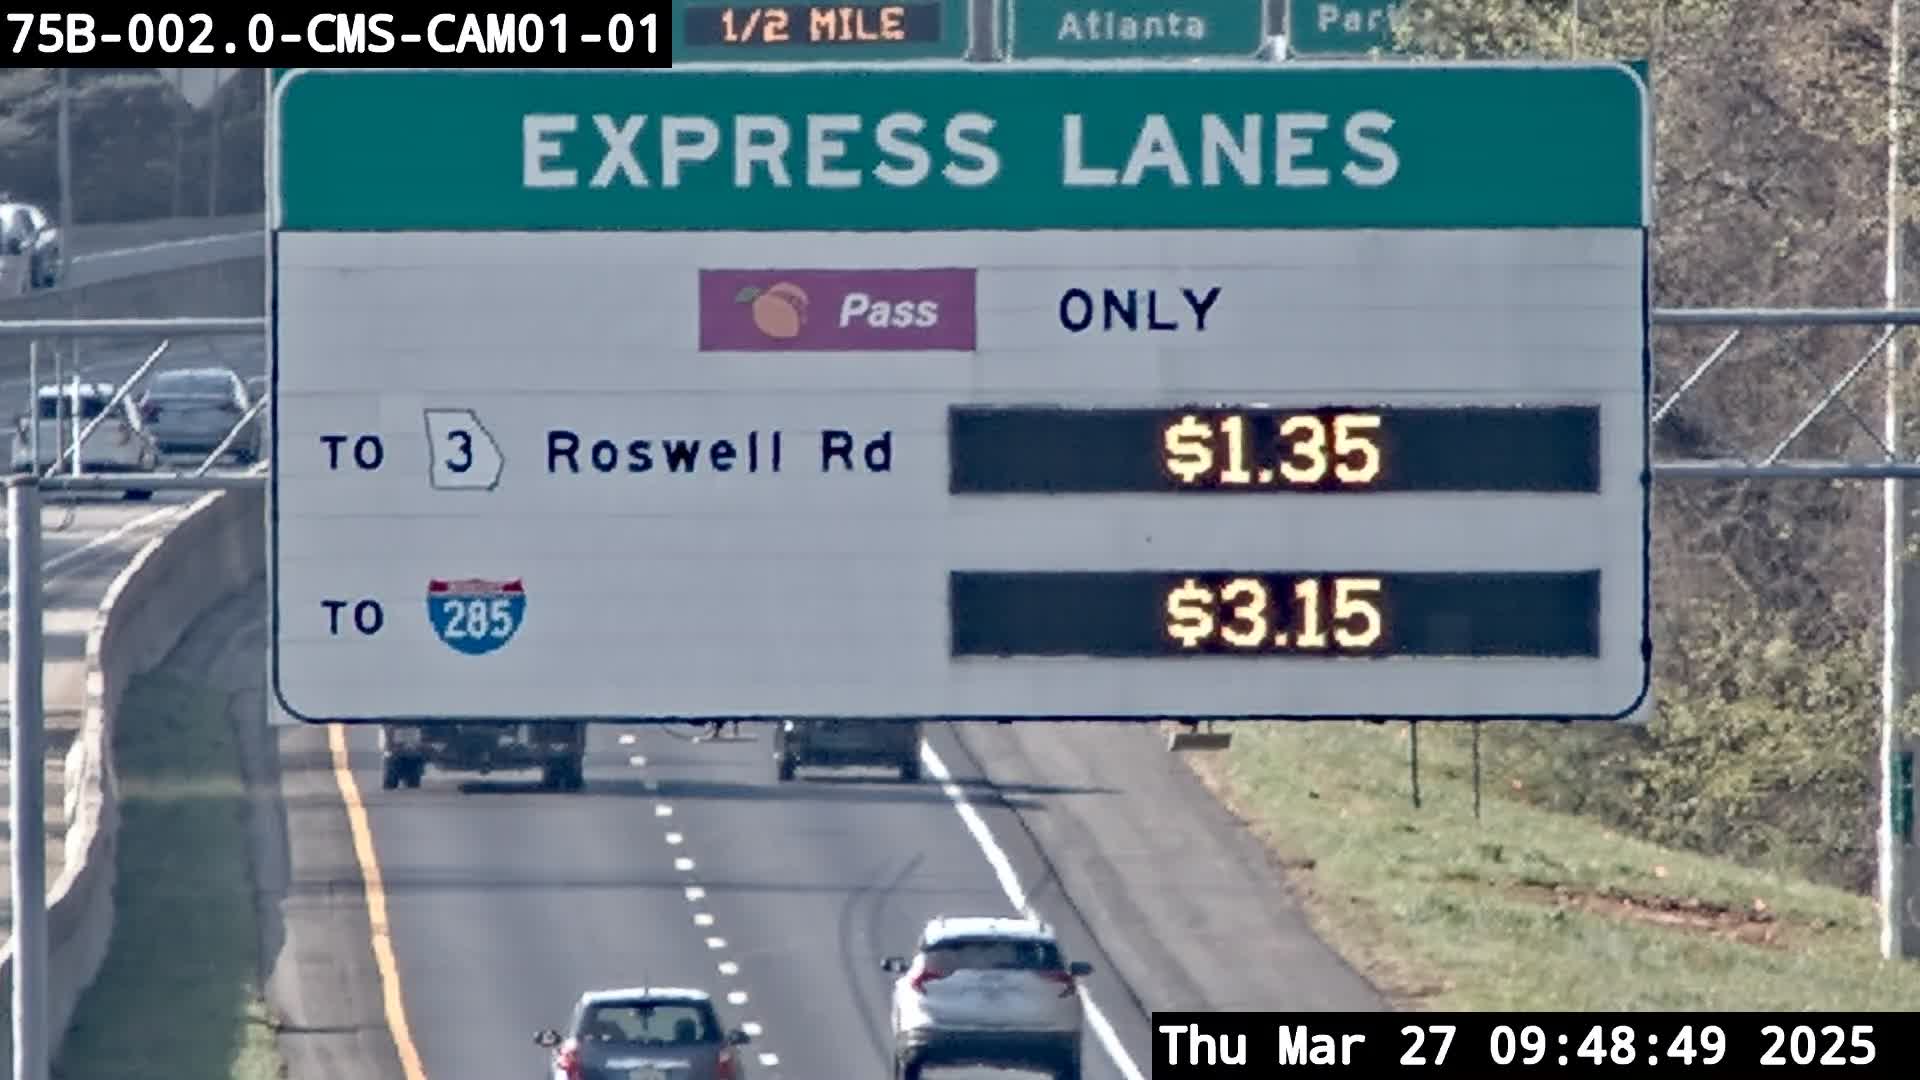 75B-002.0-CMS-CAM01-01
1/2 MILE
Atlanta
EXPRESS LANES
Pass ONLY
TO 3 Roswell Rd $1.35
TO 285 $3.15
Thu Mar 27 09:48:49 2025